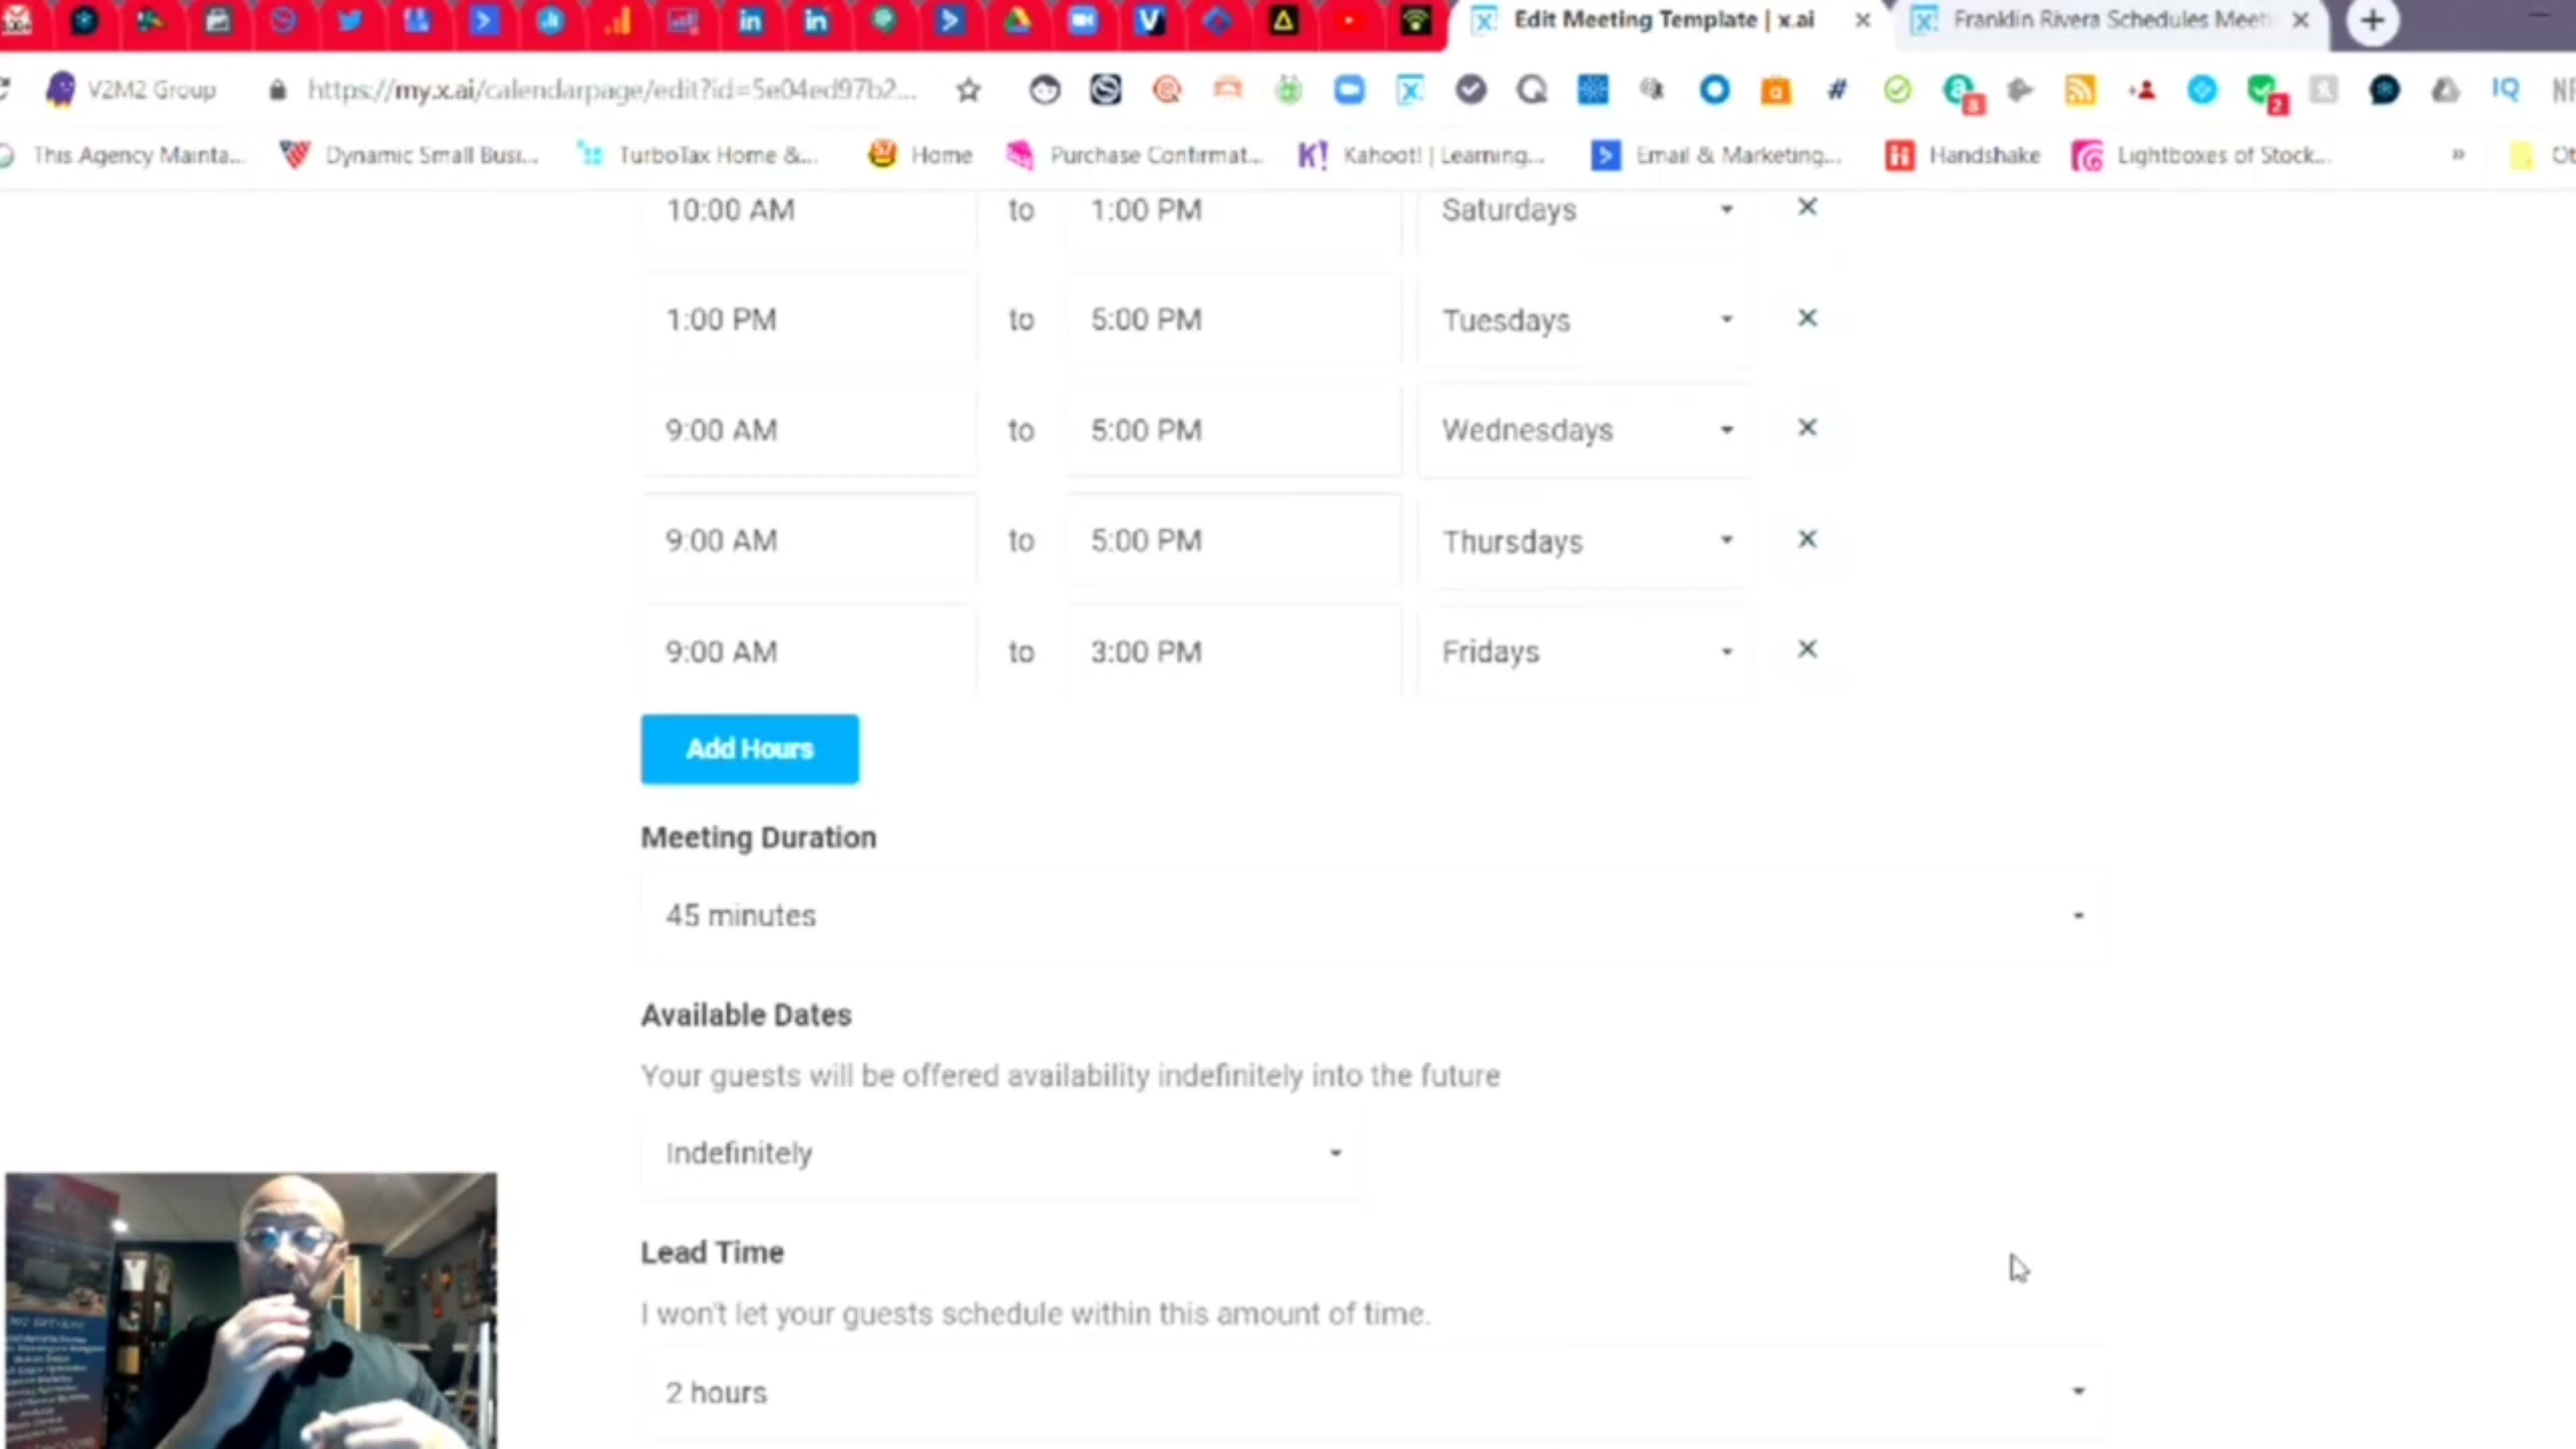 Edit Meeting Template | x.ai
Franklin Rivera Schedules Meeti
V2M2 Group
https://my.x.ai/calendarpage/edit?id=5e04ed97b2...
IQ
This Agency Mainta...
Dynamic Small Busi...
TurboTax Home &...
Home
Purchase Confirmat...
K! Kahoot! | Learning...
Email & Marketing...
Handshake
Lightboxes of Stock...
»
Ot
10:00 AM to 1:00 PM Saturdays
1:00 PM to 5:00 PM Tuesdays
9:00 AM to 5:00 PM Wednesdays
9:00 AM to 5:00 PM Thursdays
9:00 AM to 3:00 PM Fridays
Add Hours
Meeting Duration
45 minutes
Available Dates
Your guests will be offered availability indefinitely into the future
Indefinitely
Lead Time
I won't let your guests schedule within this amount of time.
2 hours